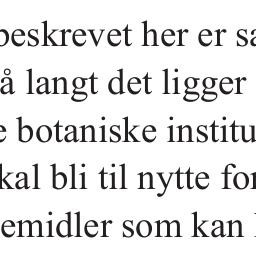 beskrevet her er sa
å langt det ligger
e botaniske institu
kal bli til nytte for
emidler som kan